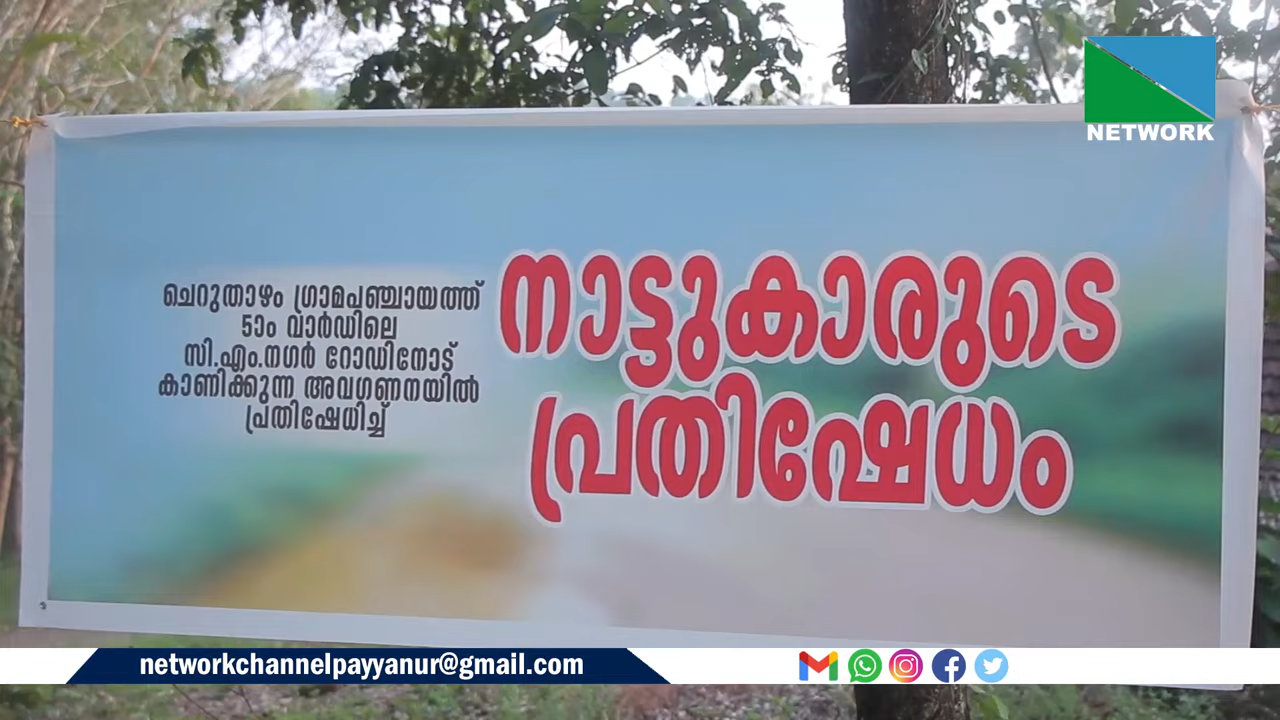 NETWORK
ചെറുതാഴം ഗ്രാമപഞ്ചായത്ത്
5ാം വാർഡിലെ
സി.എം.നഗർ റോഡിനോട്
കാണിക്കുന്ന അവഗണനയിൽ
പ്രതിഷേധിച്ച്
നാട്ടുകാരുടെ
പ്രതിഷേധം
networkchannelpayyanur@gmail.com